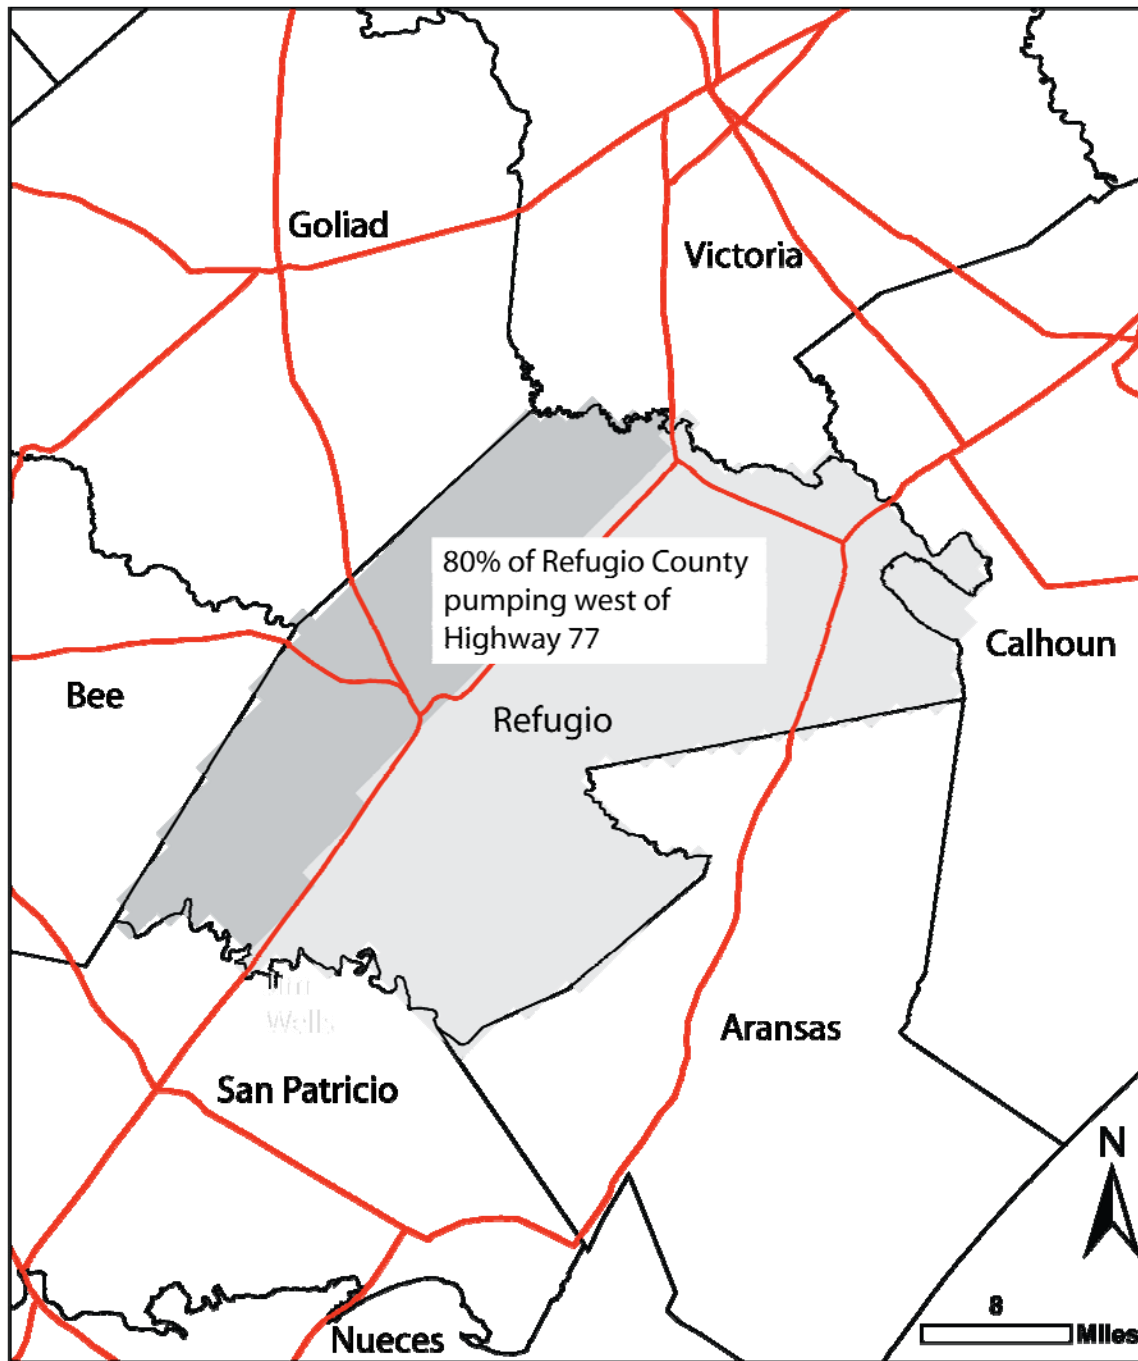 Goliad
Victoria
80% of Refugio County
pumping west of
Highway 77
Calhoun
Bee
Refugio
Wells
Aransas
San Patricio
N
8
Miles
Nueces